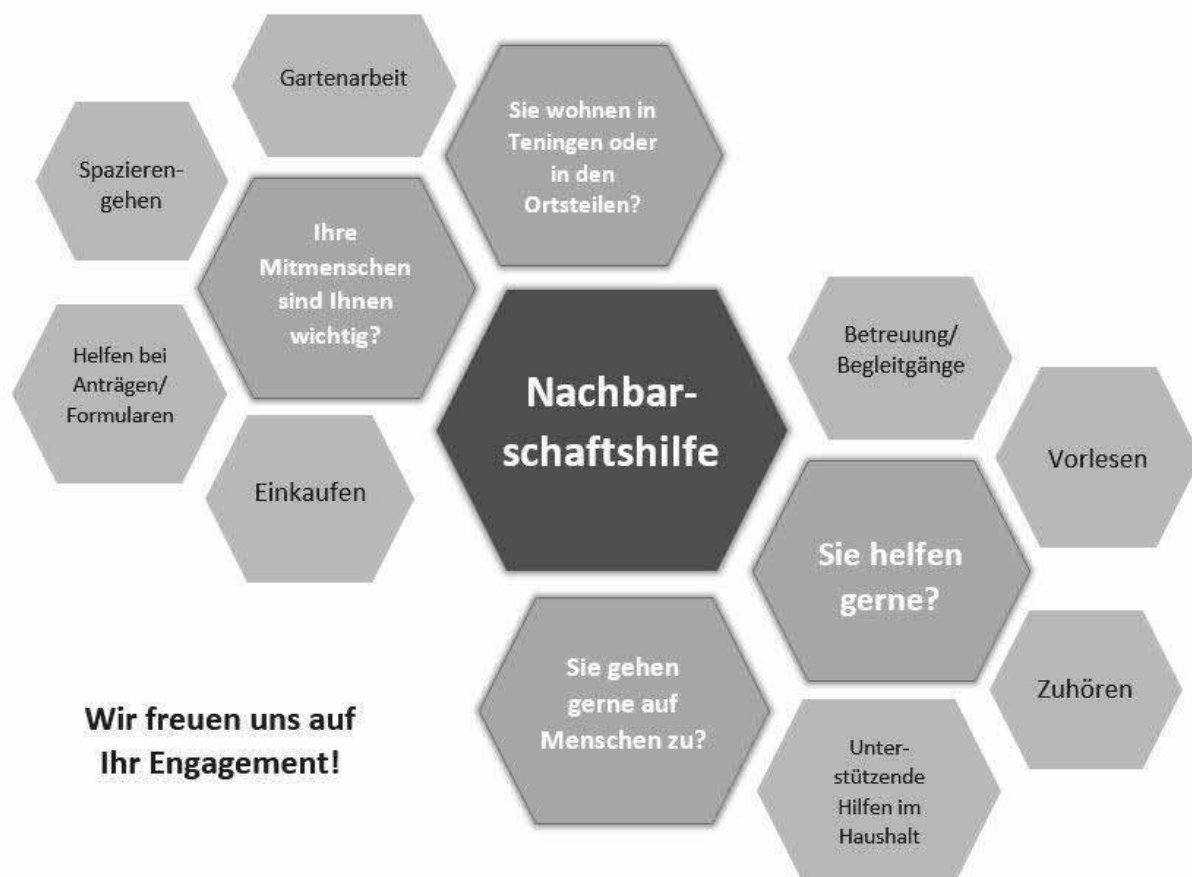 Gartenarbeit
Sie wohnen in
Teningen oder
in den
Ortsteilen?
Spazieren-
gehen
Ihre
Mitmenschen
sind Ihnen
wichtig?
Helfen bei
Anträgen/
Formularen
Einkaufen
Nachbar-
schaftshilfe
Betreuung/
Begleitgänge
Vorlesen
Sie helfen
gerne?
Sie gehen
gerne auf
Menschen zu?
Zuhören
Unter-
stützende
Hilfen im
Haushalt
Wir freuen uns auf
Ihr Engagement!